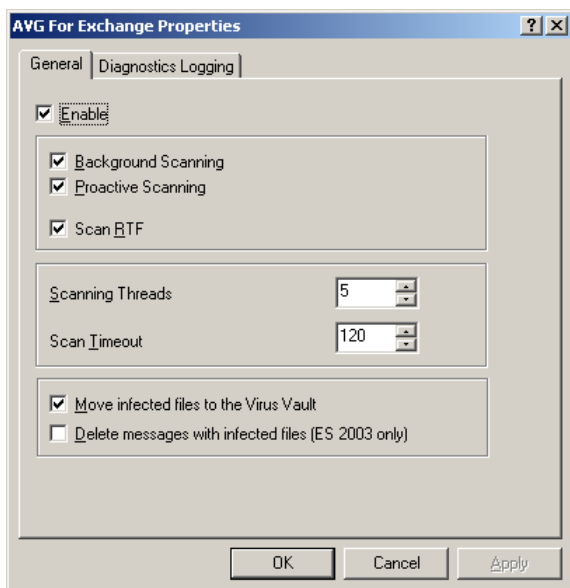 AVG For Exchange Properties
General
Diagnostics Logging
Enable
Background Scanning
Proactive Scanning
Scan RTF
Scanning Threads
5
Scan Timeout
120
Move infected files to the Virus Vault
Delete messages with infected files (ES 2003 only)
OK
Cancel
Apply